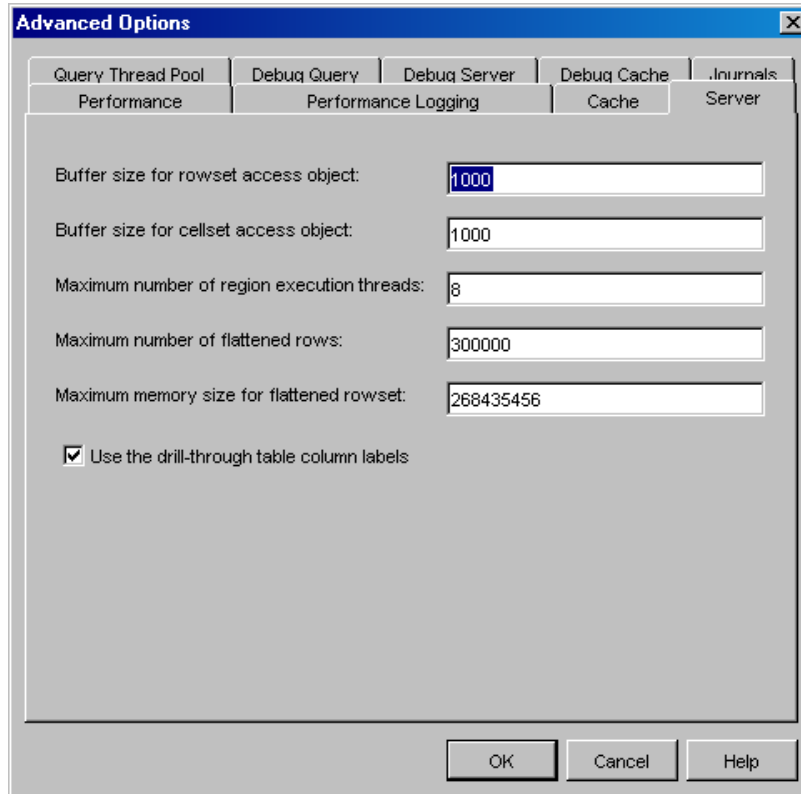 Advanced Options
Query Thread Pool Debug Query Debug Server Debug Cache Journals
Performance Performance Logging Cache Server
Buffer size for rowset access object: 1000
Buffer size for cellset access object: 1000
Maximum number of region execution threads: 8
Maximum number of flattened rows: 300000
Maximum memory size for flattened rowset: 268435456
Use the drill-through table column labels
OK Cancel Help